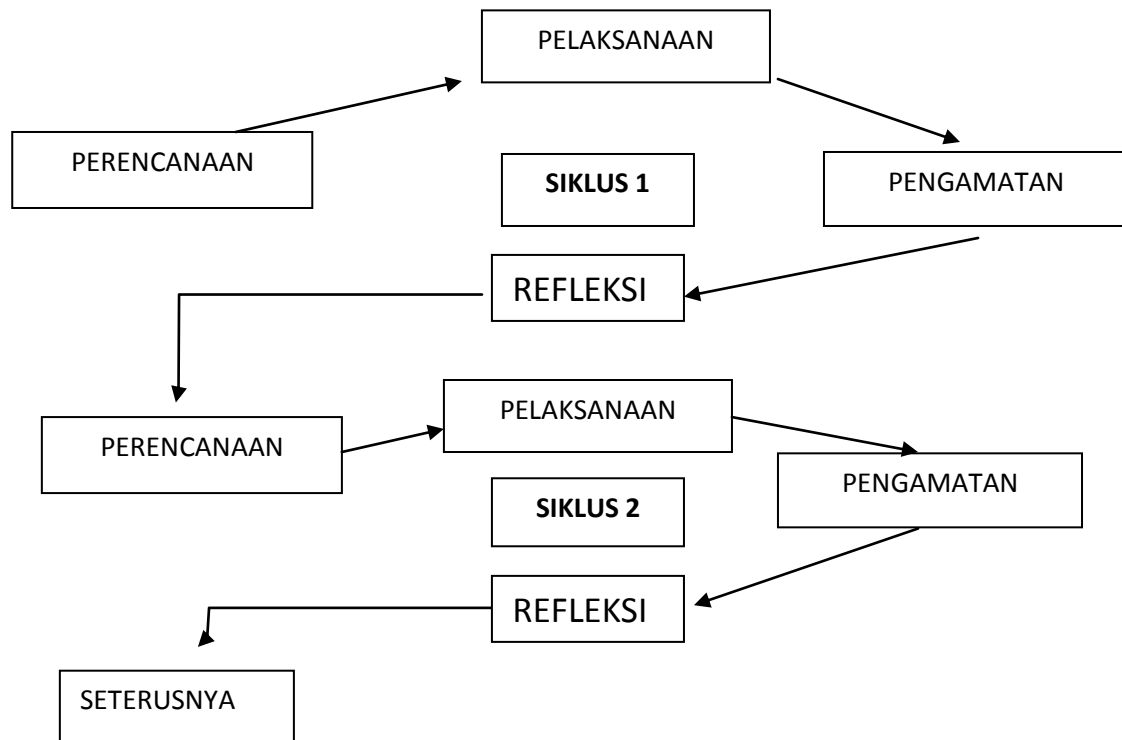 PELAKSANAAN
PERENCANAAN
SIKLUS 1
PENGAMATAN
REFLEKSI
PELAKSANAAN
PERENCANAAN
PENGAMATAN
SIKLUS 2
REFLEKSI
SETERUSNYA